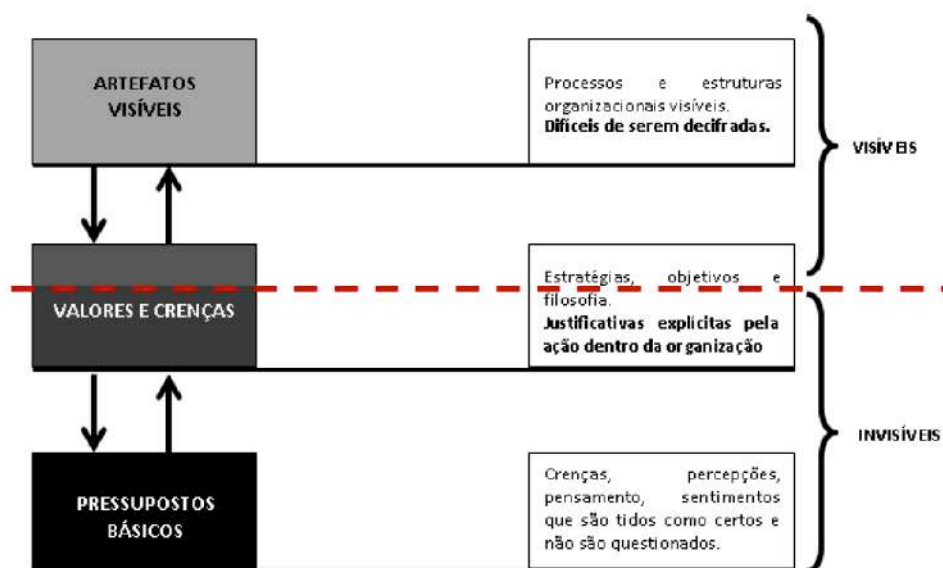 ARTEFATOS
VISÍVEIS
Processos e estruturas
organizacionais visíveis.
Difíceis de serem decifradas.
VISÍVEIS
VALORES E CRENÇAS
Estratégias, objetivos e
filosofia.
Justificativas explícitas pela
ação dentro da organização
INVISÍVEIS
PRESSUPOSTOS
BÁSICOS
Crenças, percepções,
pensamento, sentimentos
que são tidos como certos e
não são questionados.